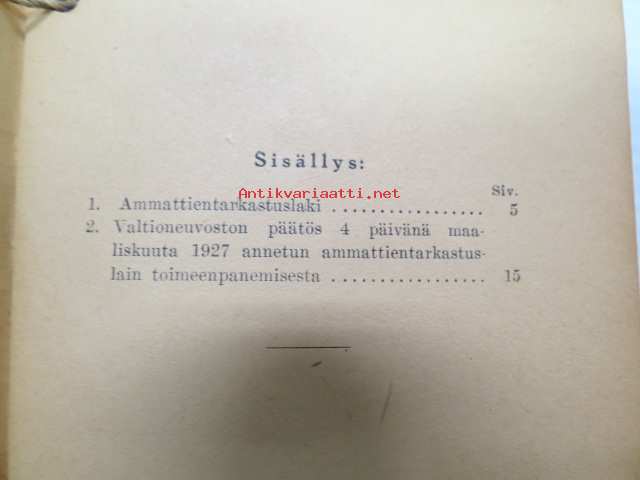 Sisällys:
Antikvariaatti.net
Siv.
1. Ammattientarkastuslaki ................. 5
2. Valtioneuvoston päätös 4 päivänä maa-
liskuuta 1927 annetun ammattientarkastus-
lain toimeenpanemisesta ................. 15